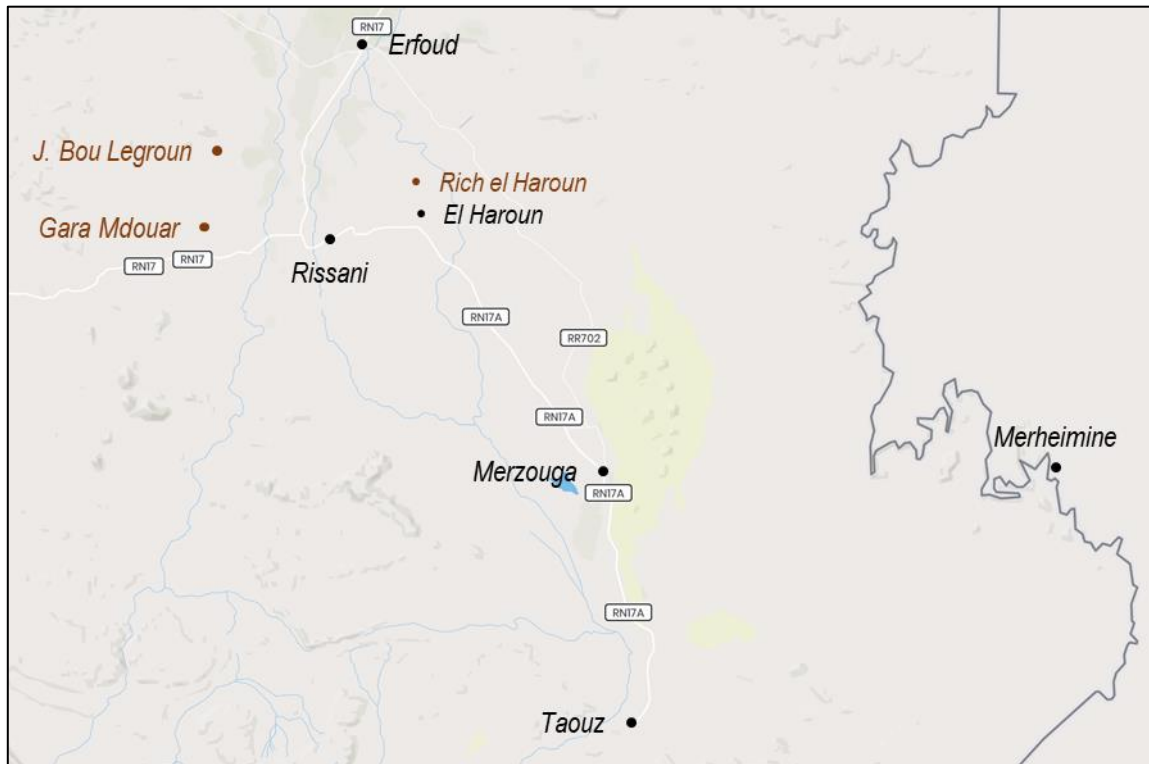 RN17
Erfoud
J. Bou Legroun
Rich el Haroun
El Haroun
Gara Mdouar
RN17
RN17
Rissani
RN17A
RR702
RN17A
Merheimine
Merzouga
RN17A
RN17A
Taouz